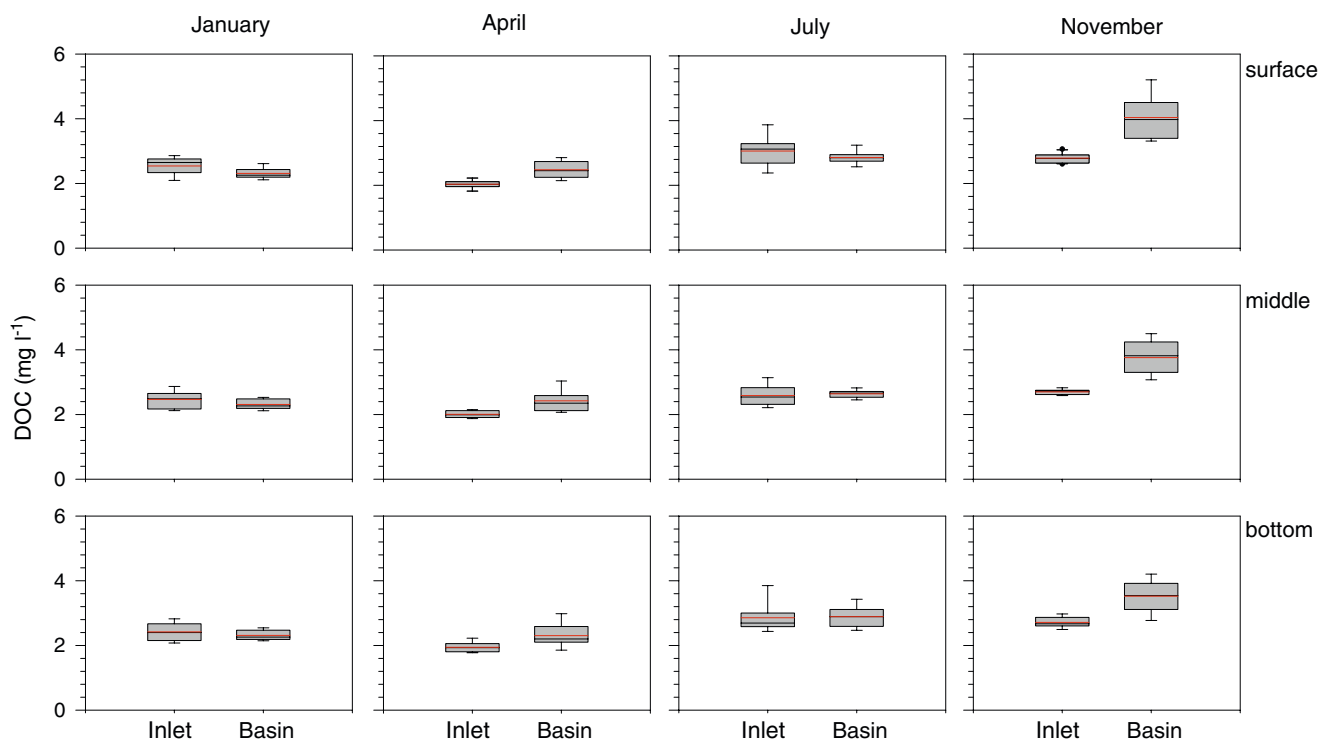 January April July November
6 surface
4
2
0
6 middle
4
2
0
DOC (mg l⁻¹)
6 bottom
4
2
0
Inlet Basin Inlet Basin Inlet Basin Inlet Basin